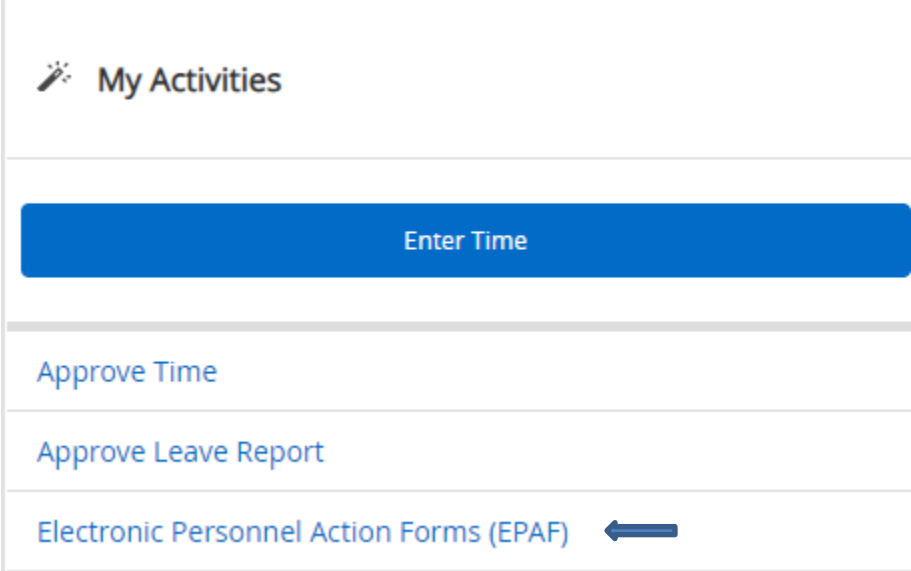 My Activities
Enter Time
Approve Time
Approve Leave Report
Electronic Personnel Action Forms (EPAF)